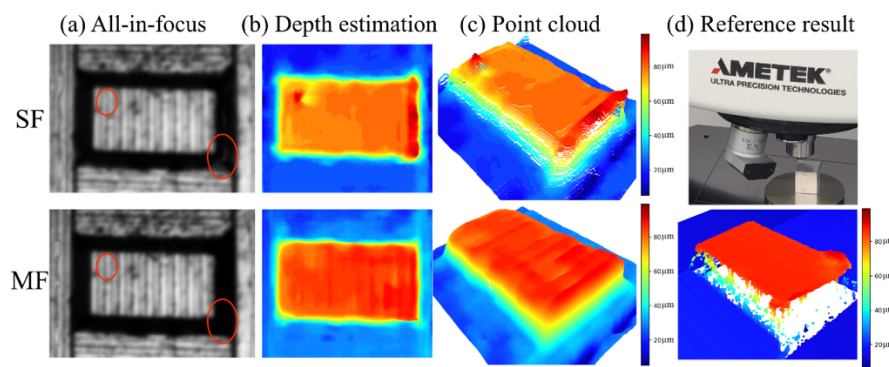 (a) All-in-focus (b) Depth estimation (c) Point cloud (d) Reference result
SF
80μm
60μm
40μm
20μm
AMETEK®
ULTRA PRECISION TECHNOLOGIES
MF
80μm
60μm
40μm
20μm
80μm
60μm
40μm
20μm